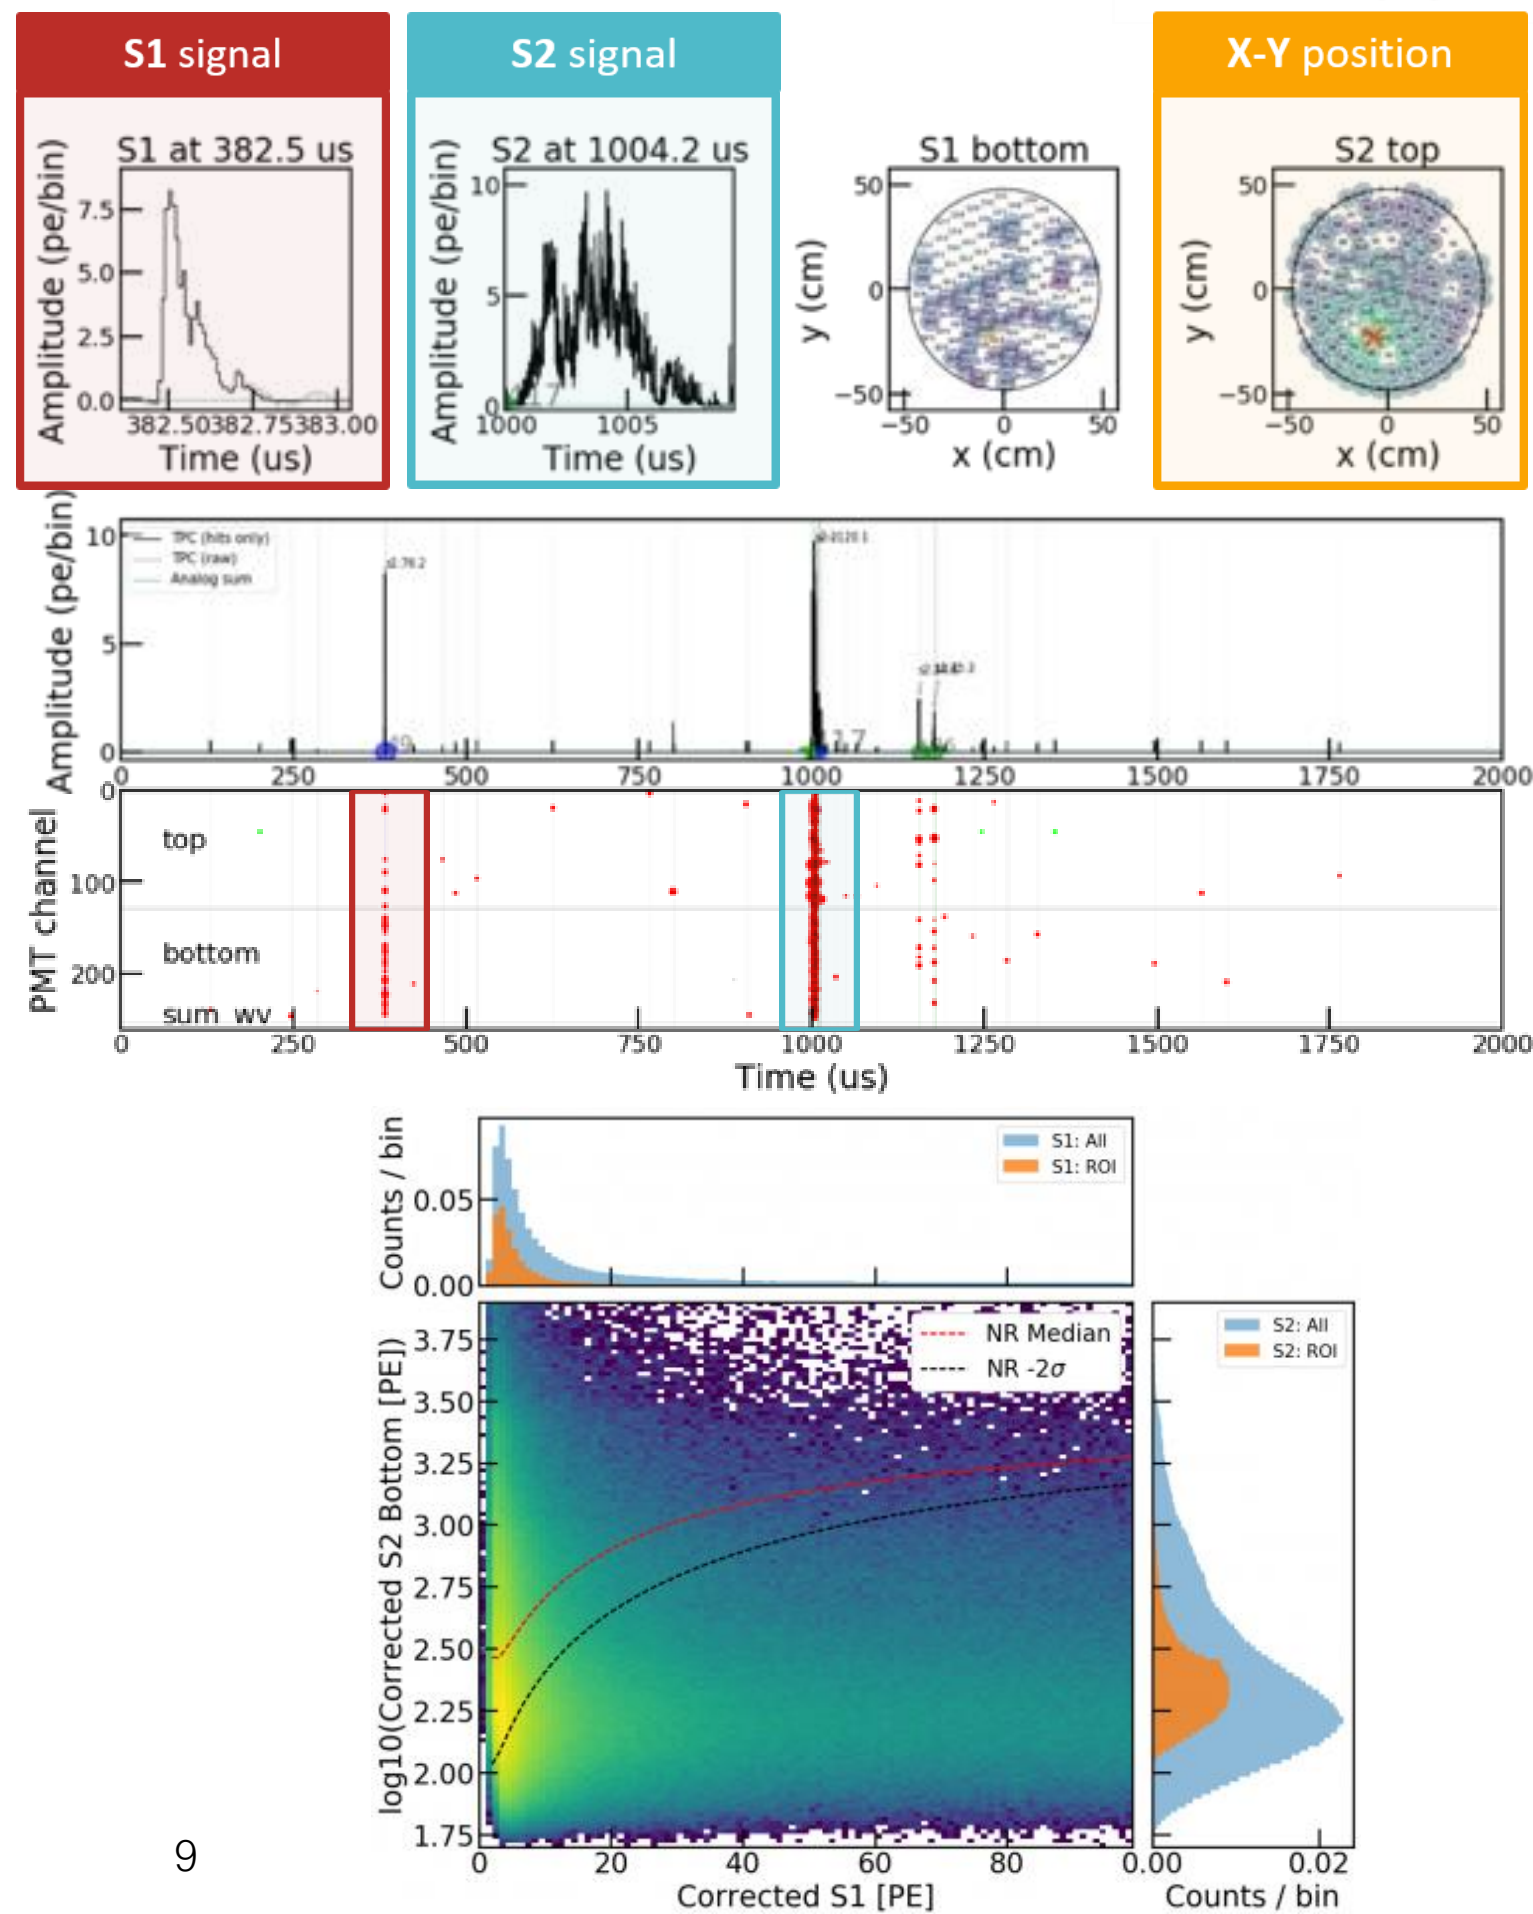 S1 signal
S2 signal
X-Y position
S1 at 382.5 us
Amplitude (pe/bin)
7.5
5.0
2.5
0.0
382.50382.75383.00
Time (us)
S2 at 1004.2 us
Amplitude (pe/bin)
10
5
0
1000 1005
Time (us)
S1 bottom
y (cm)
50
0
−50
−50 0 50
x (cm)
S2 top
y (cm)
50
0
−50
−50 0 50
x (cm)
Amplitude (pe/bin)
10
5
0
TPC (hits only)
TPC (raw)
Analog sum
0 250 500 750 1000 1250 1500 1750 2000
PMT channel
0
100
200
top
bottom
sum_wv
0 250 500 750 1000 1250 1500 1750 2000
Time (us)
Counts / bin
0.05
0.00
S1: All
S1: ROI
log10(Corrected S2 Bottom [PE])
3.75
3.50
3.25
3.00
2.75
2.50
2.25
2.00
1.75
NR Median
NR -2σ
0 20 40 60 80
Corrected S1 [PE]
S2: All
S2: ROI
0.00 0.02
Counts / bin
9